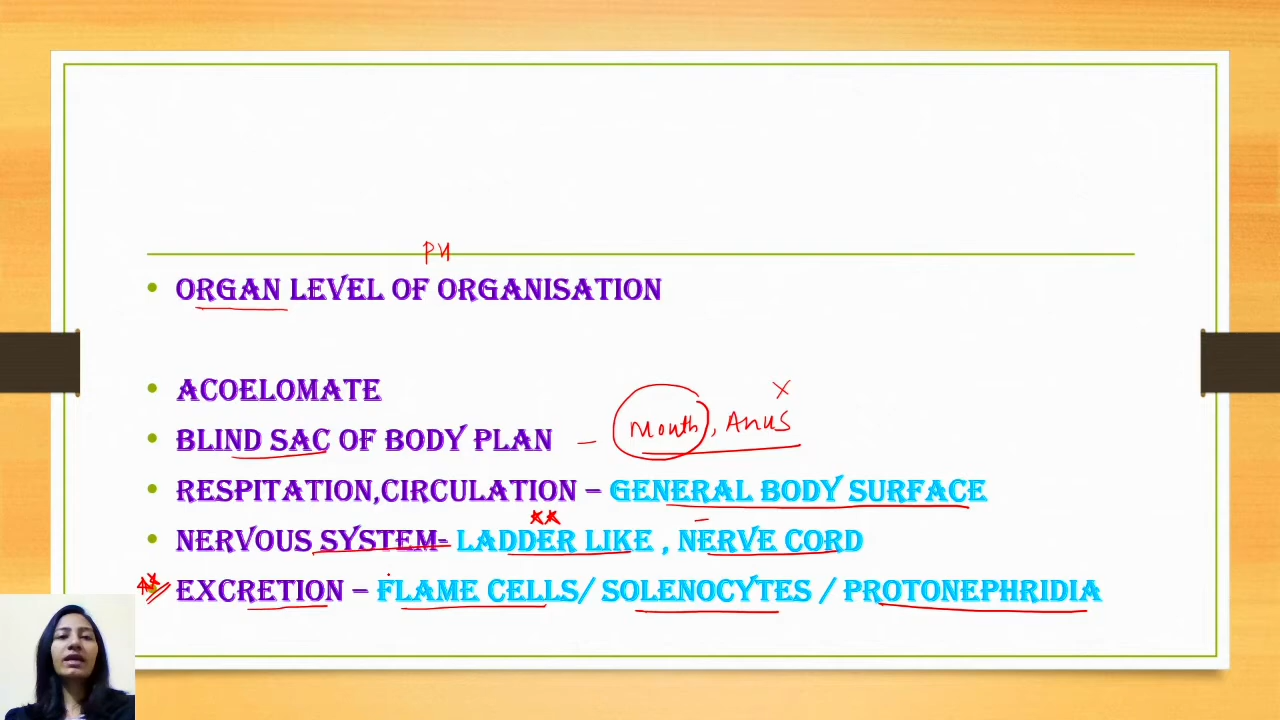 PH
• ORGAN LEVEL OF ORGANISATION
• ACOELOMATE
• BLIND SAC OF BODY PLAN – Mouth, Anus X
• RESPITATION,CIRCULATION – GENERAL BODY SURFACE
• NERVOUS SYSTEM- LADDER LIKE , NERVE CORD
• EXCRETION – FLAME CELLS/ SOLENOCYTES / PROTONEPHRIDIA